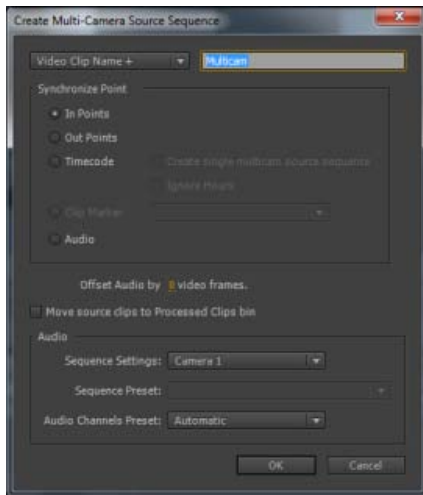 Create Multi-Camera Source Sequence
Video Clip Name + Multicam
Synchronize Point
In Points
Out Points
Timecode Create single multicam source sequence
Ignore Hours
Clip Marker
Audio
Offset Audio by 0 video frames.
Move source clips to Processed Clips bin
Audio
Sequence Settings: Camera 1
Sequence Preset:
Audio Channels Preset: Automatic
OK Cancel